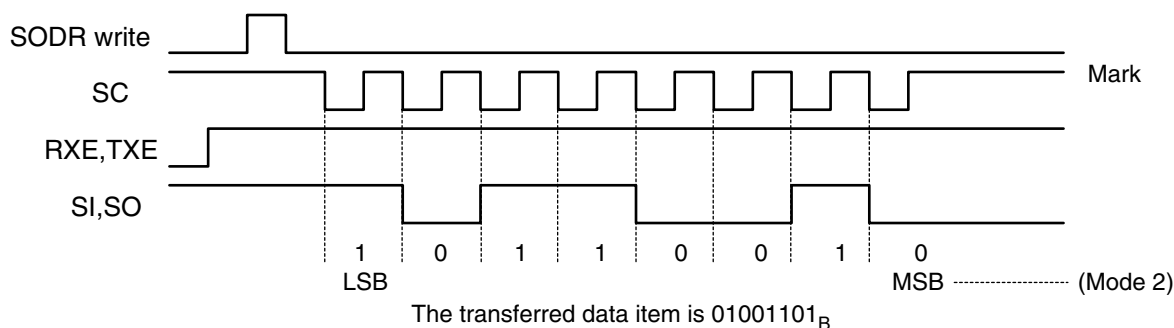 SODR write
SC
Mark
RXE,TXE
SI,SO
1 0 1 1 0 0 1 0
LSB MSB (Mode 2)
The transferred data item is 01001101B